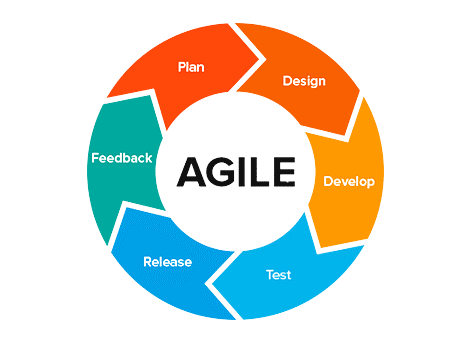 Plan
Design
Develop
Test
Release
Feedback
AGILE